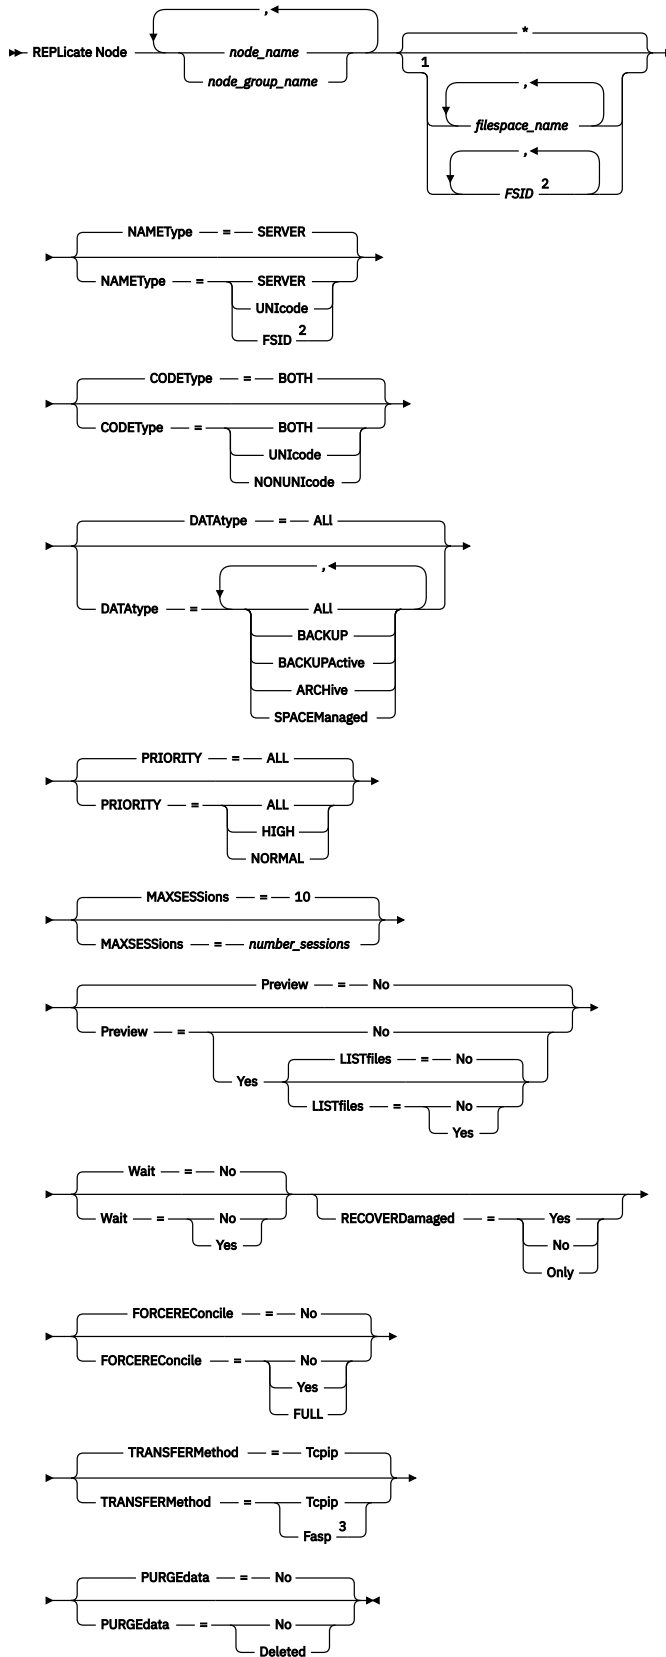 ,
REPLicate Node node_name
node_group_name
*
1
,
filespace_name
,
FSID 2
NAMEType = SERVER
NAMEType = SERVER
UNIcode
FSID 2
CODEType = BOTH
CODEType = BOTH
UNIcode
NONUNIcode
DATAtype = ALl
,
DATAtype = ALl
BACKUP
BACKUPActive
ARCHive
SPACEManaged
PRIORITY = ALL
PRIORITY = ALL
HIGH
NORMAL
MAXSESSions = 10
MAXSESSions = number_sessions
Preview = No
Preview = No
LISTfiles = No
Yes
LISTfiles = No
Yes
Wait = No
Wait = No
Yes
RECOVERDamaged = Yes
No
Only
FORCEREConcile = No
FORCEREConcile = No
Yes
FULL
TRANSFERMethod = Tcpip
TRANSFERMethod = Tcpip
Fasp 3
PURGEdata = No
PURGEdata = No
Deleted